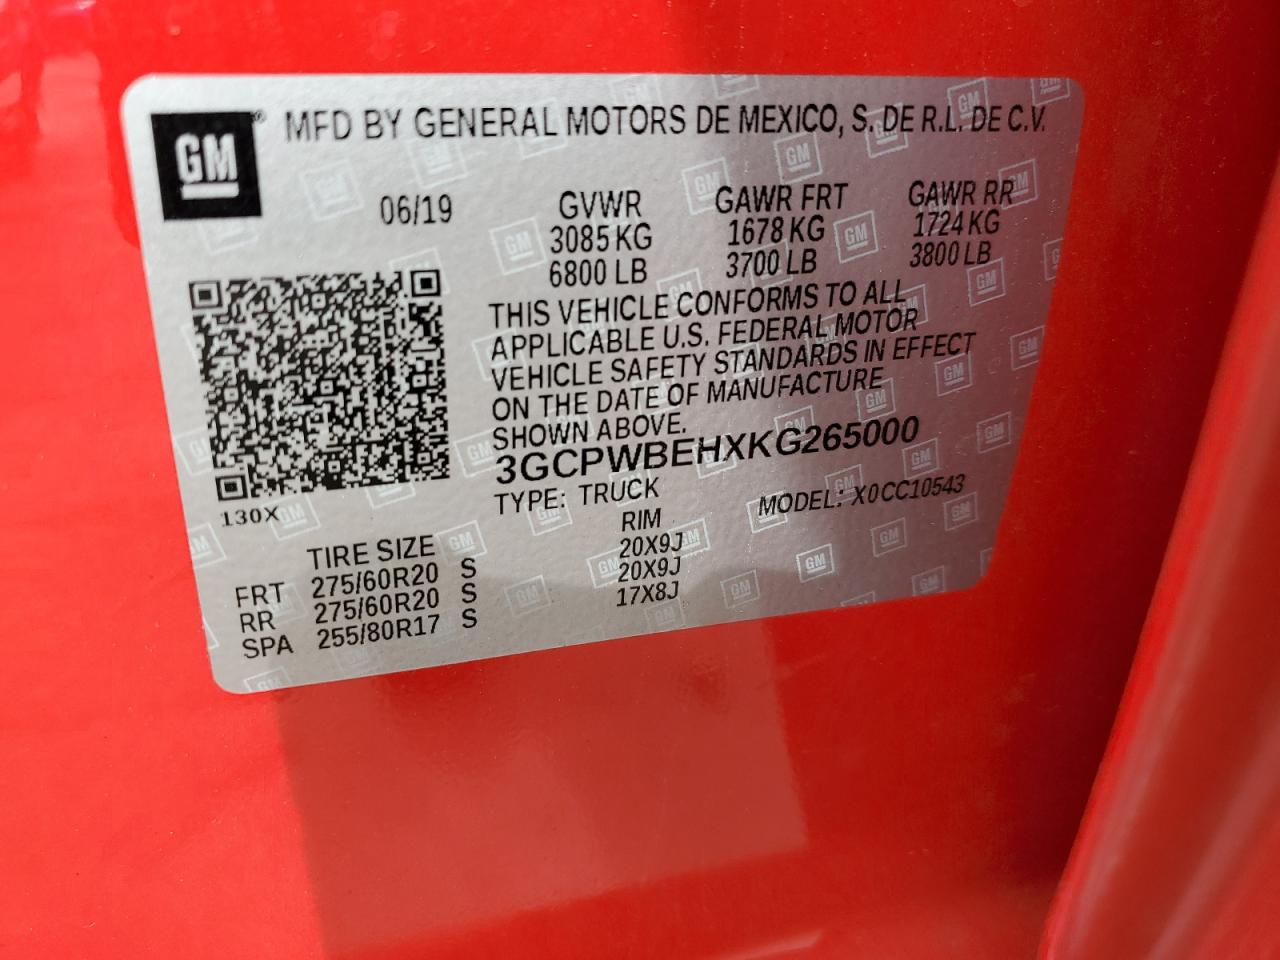 GM® MFD BY GENERAL MOTORS DE MEXICO, S. DE R.L. DE C.V.
06/19 GVWR GAWR FRT GAWR RR
3085 KG 1678 KG 1724 KG
6800 LB 3700 LB 3800 LB
THIS VEHICLE CONFORMS TO ALL
APPLICABLE U.S. FEDERAL MOTOR
VEHICLE SAFETY STANDARDS IN EFFECT
ON THE DATE OF MANUFACTURE
SHOWN ABOVE.
3GCPWBEHXKG265000
TYPE: TRUCK MODEL: X0CC10543
130X
TIRE SIZE RIM
FRT 275/60R20 S 20X9J
RR 275/60R20 S 20X9J
SPA 255/80R17 S 17X8J